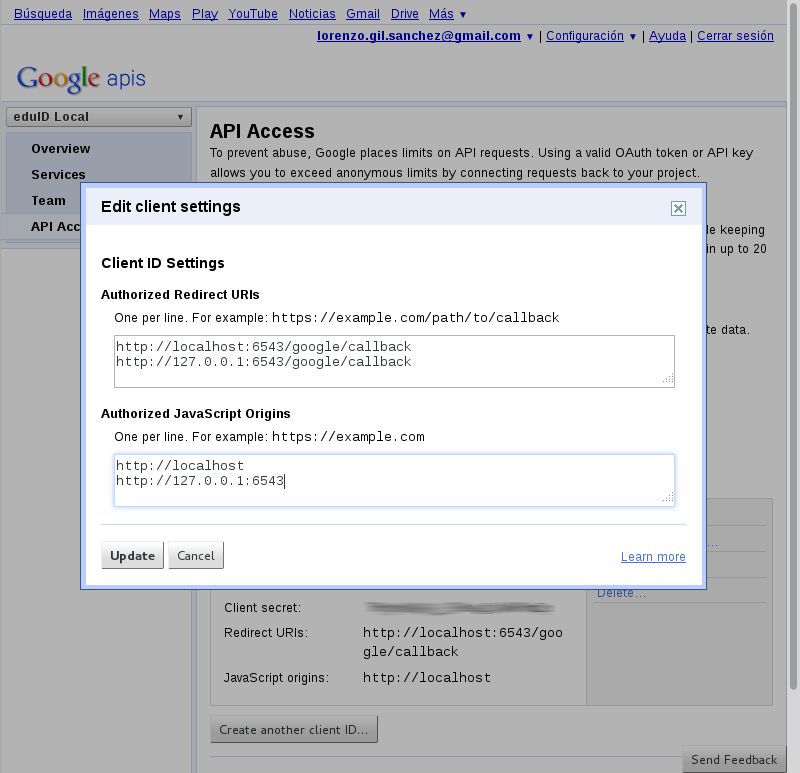 Búsqueda Imágenes Maps Play YouTube Noticias Gmail Drive Más ▼
lorenzo.gil.sanchez@gmail.com ▼ | Configuración ▼ | Ayuda | Cerrar sesión
Google apis
eduID Local ▼
Overview
Services
Team
API Acc
API Access
To prevent abuse, Google places limits on API requests. Using a valid OAuth token or API key
allows you to exceed anonymous limits by connecting requests back to your project.
le keeping
in up to 20
te data.
Edit client settings
Client ID Settings
Authorized Redirect URIs
One per line. For example: https://example.com/path/to/callback
http://localhost:6543/google/callback
http://127.0.0.1:6543/google/callback
Authorized JavaScript Origins
One per line. For example: https://example.com
http://localhost
http://127.0.0.1:6543
Update Cancel Learn more
...
Delete...
Client secret:
Redirect URIs: http://localhost:6543/goo
gle/callback
JavaScript origins: http://localhost
Create another client ID...
Send Feedback